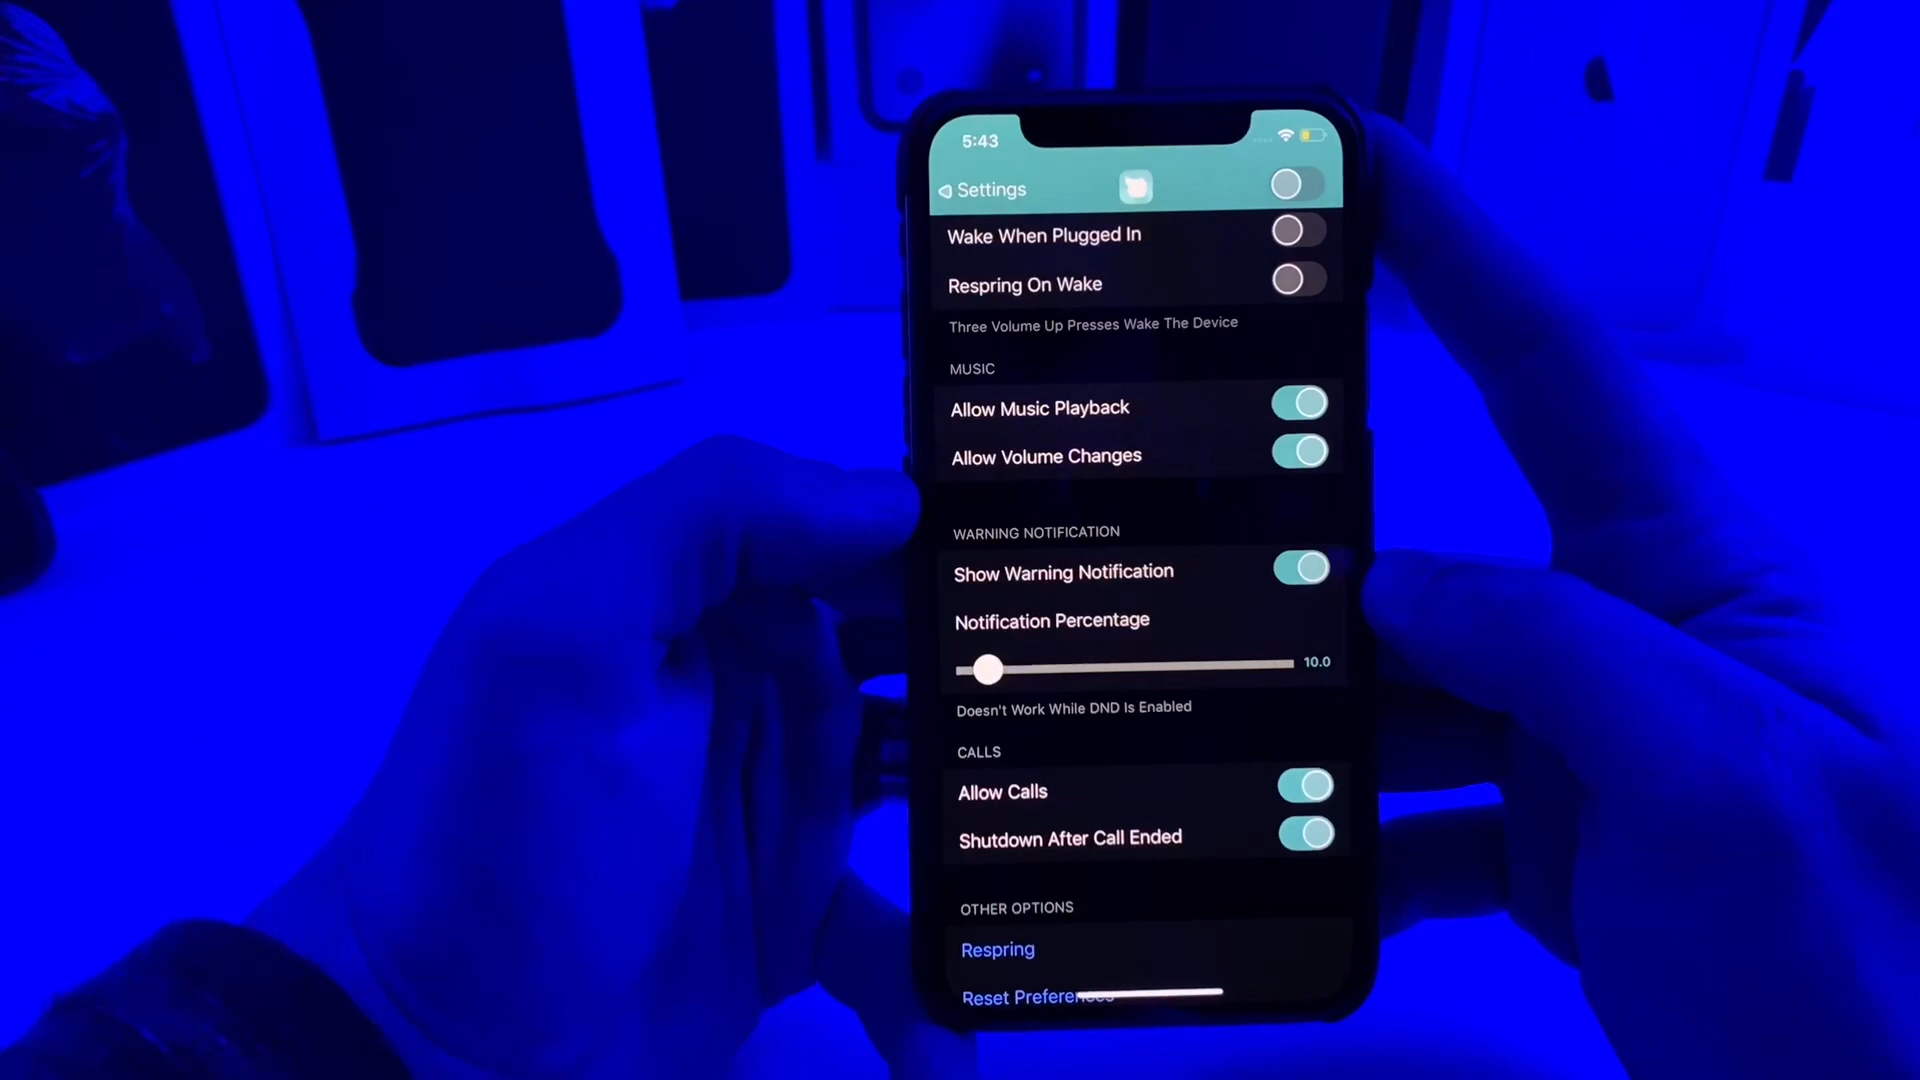 5:43
Settings
Wake When Plugged In
Respring On Wake
Three Volume Up Presses Wake The Device
MUSIC
Allow Music Playback
Allow Volume Changes
WARNING NOTIFICATION
Show Warning Notification
Notification Percentage
10.0
Doesn't Work While DND Is Enabled
CALLS
Allow Calls
Shutdown After Call Ended
OTHER OPTIONS
Respring
Reset Preferences